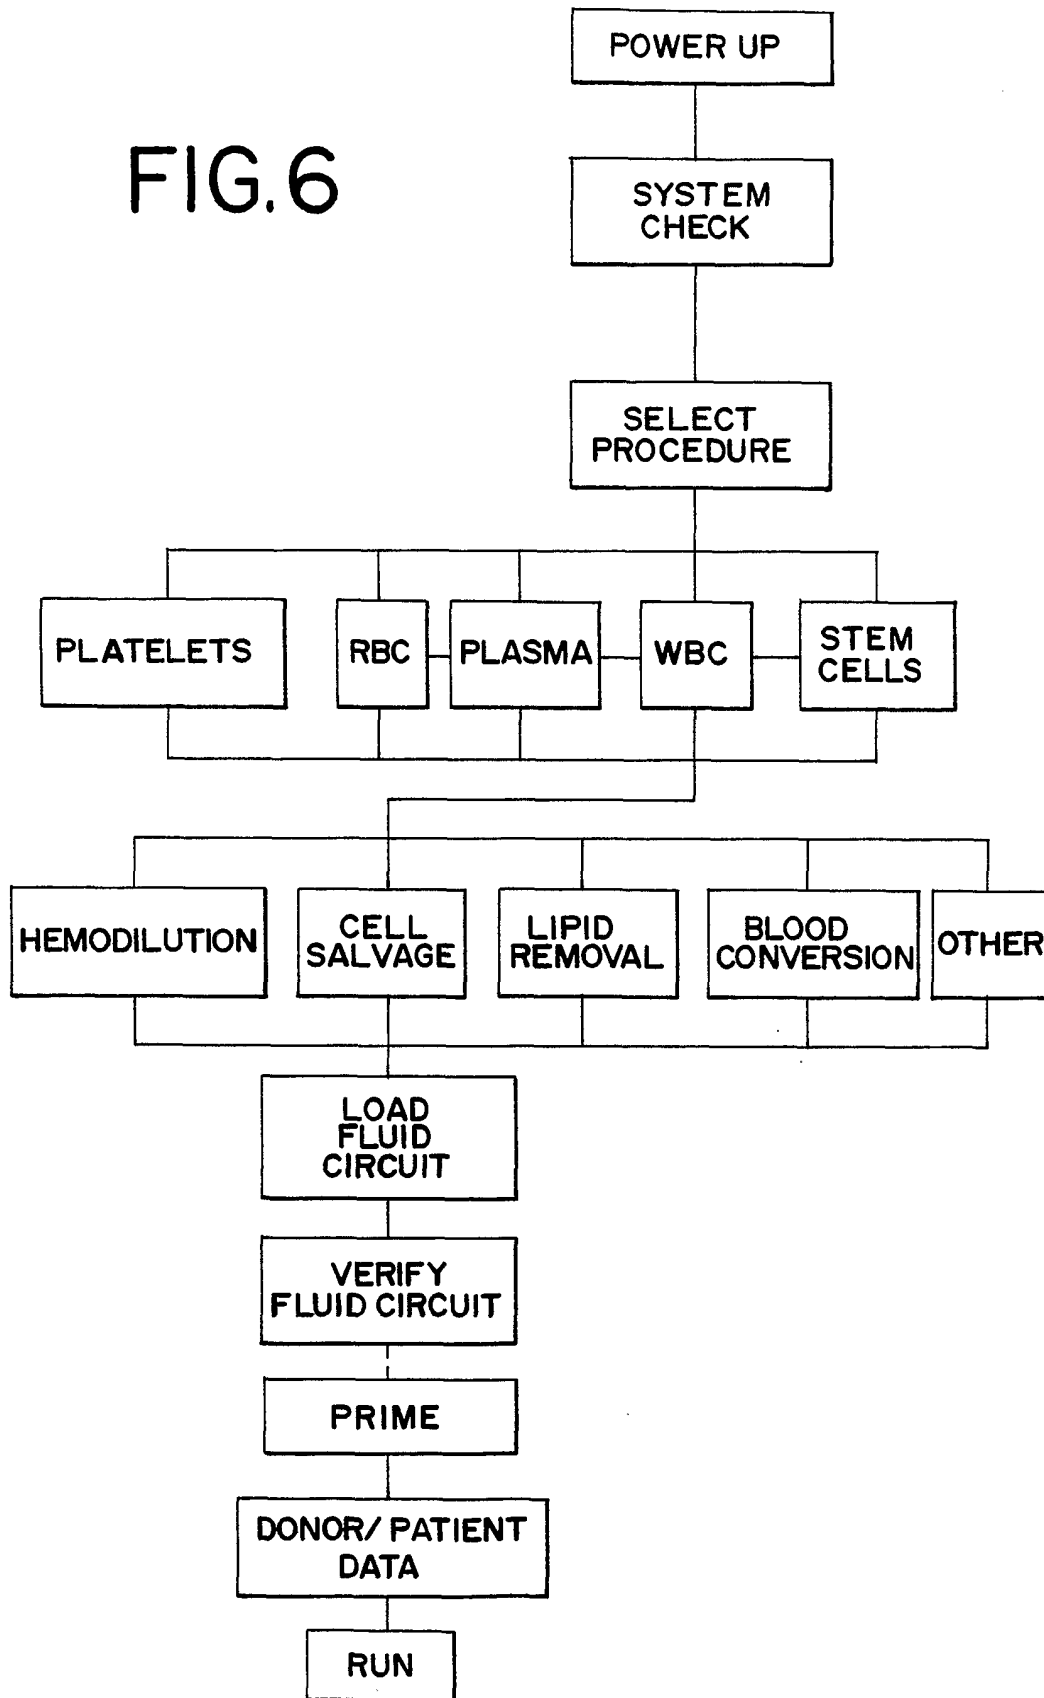 POWER UP
FIG.6
SYSTEM
CHECK
SELECT
PROCEDURE
PLATELETS
RBC
PLASMA
WBC
STEM
CELLS
HEMODILUTION
CELL
SALVAGE
LIPID
REMOVAL
BLOOD
CONVERSION
OTHER
LOAD
FLUID
CIRCUIT
VERIFY
FLUID CIRCUIT
PRIME
DONOR/ PATIENT
DATA
RUN